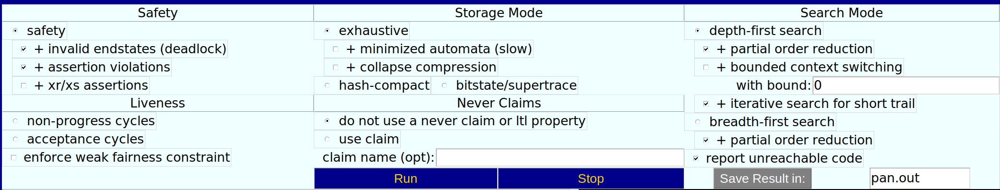 Safety
Storage Mode
Search Mode
safety
+ invalid endstates (deadlock)
+ assertion violations
+ xr/xs assertions
Liveness
non-progress cycles
acceptance cycles
enforce weak fairness constraint
exhaustive
+ minimized automata (slow)
+ collapse compression
hash-compact bitstate/supertrace
Never Claims
do not use a never claim or ltl property
use claim
claim name (opt):
Run Stop
depth-first search
+ partial order reduction
+ bounded context switching
with bound: 0
+ iterative search for short trail
breadth-first search
+ partial order reduction
report unreachable code
Save Result in: pan.out